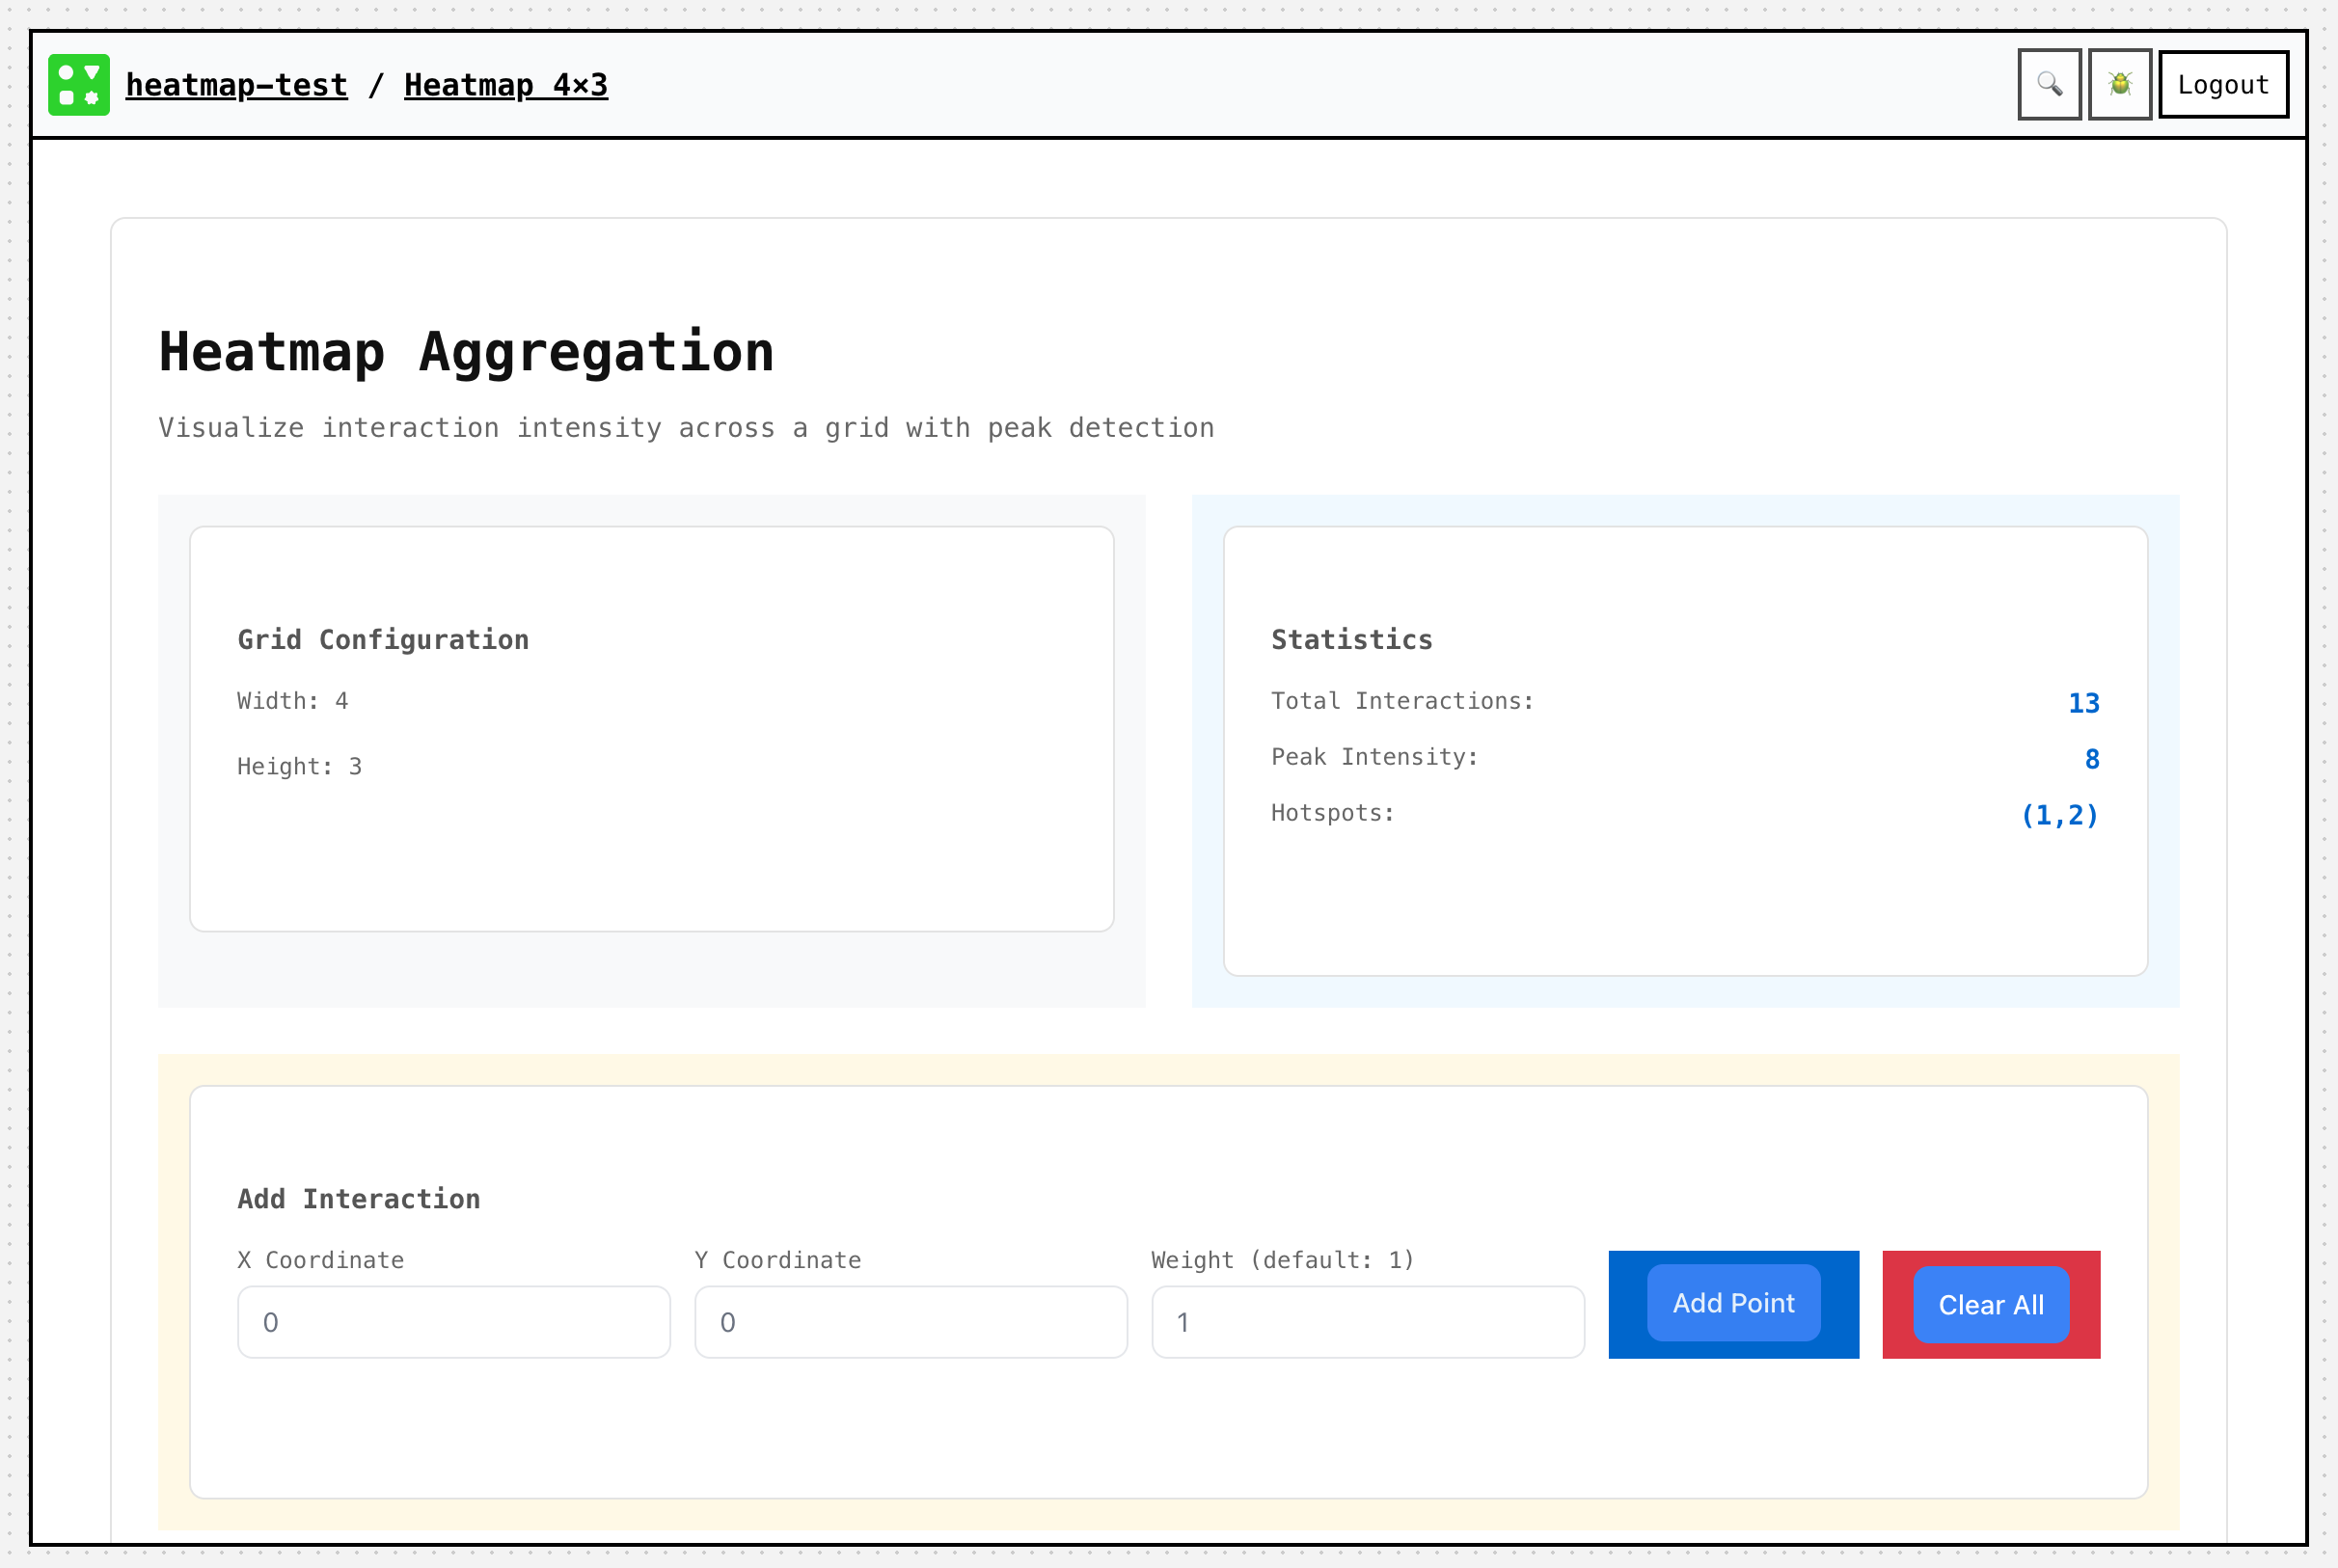 heatmap-test / Heatmap 4×3
Logout
Heatmap Aggregation
Visualize interaction intensity across a grid with peak detection
Grid Configuration
Width: 4
Height: 3
Statistics
Total Interactions: 13
Peak Intensity: 8
Hotspots: (1,2)
Add Interaction
X Coordinate
0
Y Coordinate
0
Weight (default: 1)
1
Add Point
Clear All